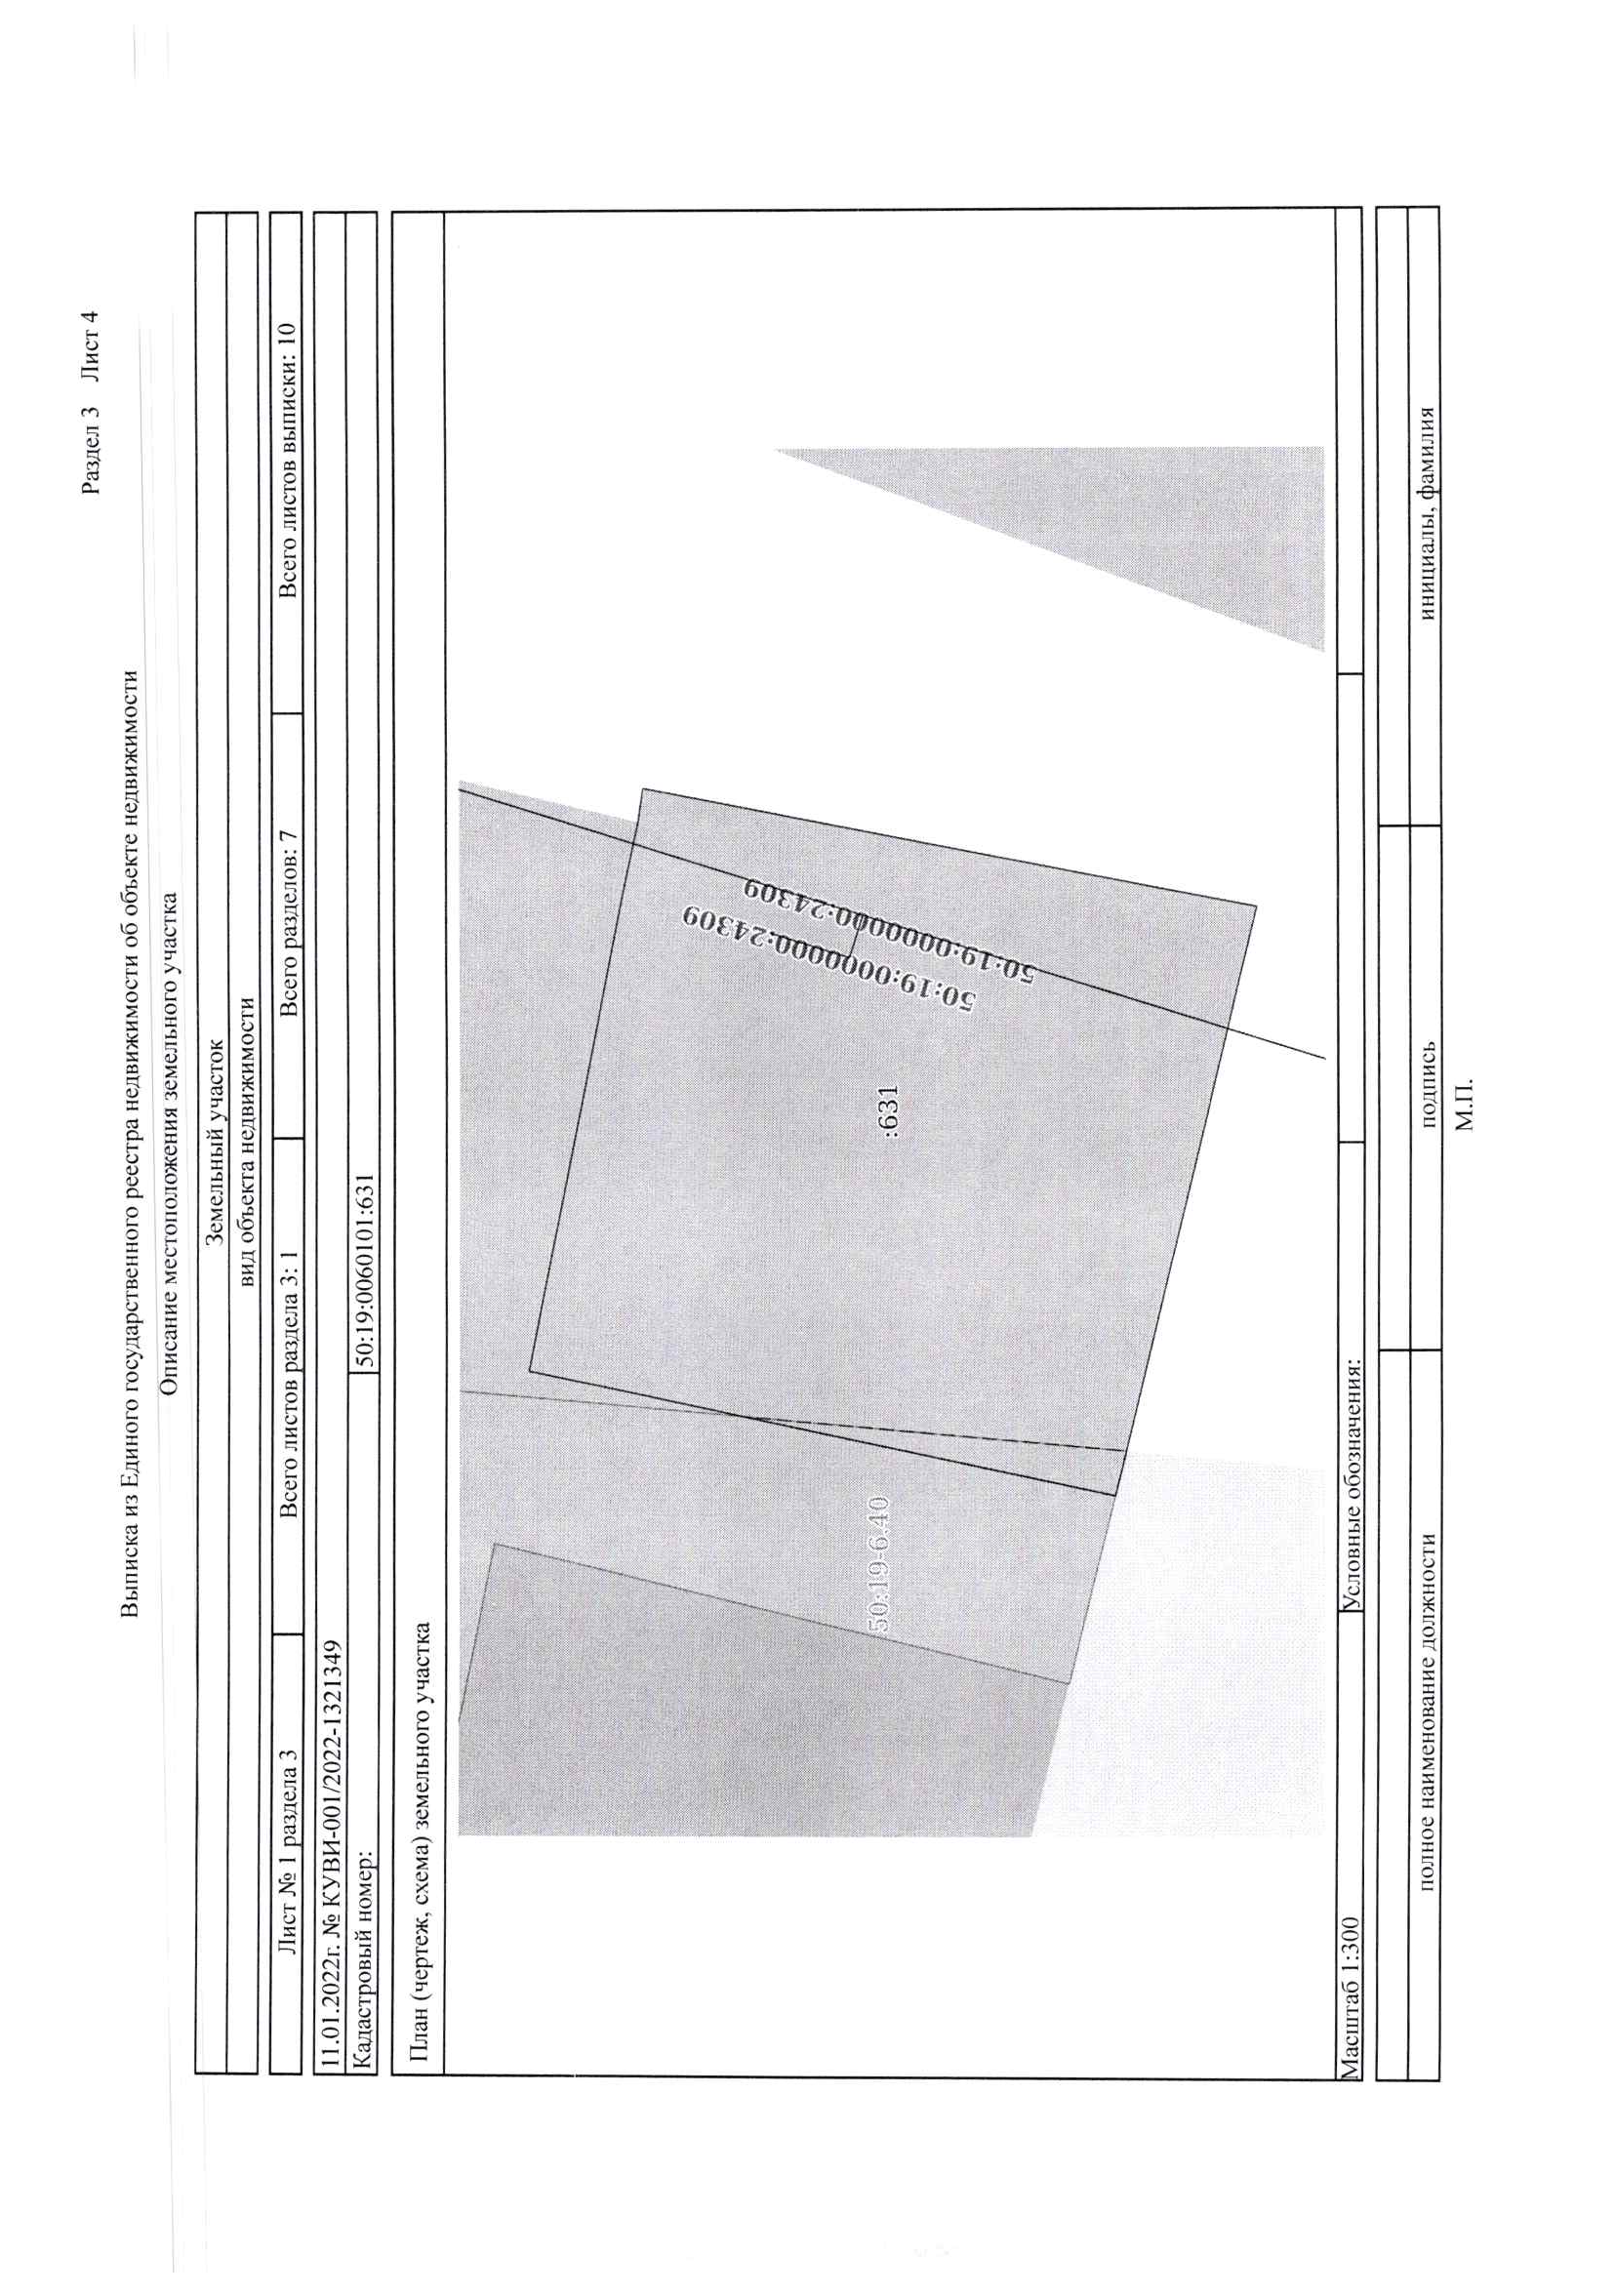 Раздел 3 Лист 4
Выписка из Единого государственного реестра недвижимости об объекте недвижимости
Описание местоположения земельного участка
Земельный участок
вид объекта недвижимости
Лист № 1 раздела 3 Всего листов раздела 3: 1 Всего разделов: 7 Всего листов выписки: 10
11.01.2022г. № КУВИ-001/2022-1321349
Кадастровый номер: 50:19:0060101:631
План (чертеж, схема) земельного участка
50:19:0000000:24309
50:19:0000000:24309
:631
50:19-6.40
Масштаб 1:300 Условные обозначения:
полное наименование должности подпись инициалы, фамилия
М.П.